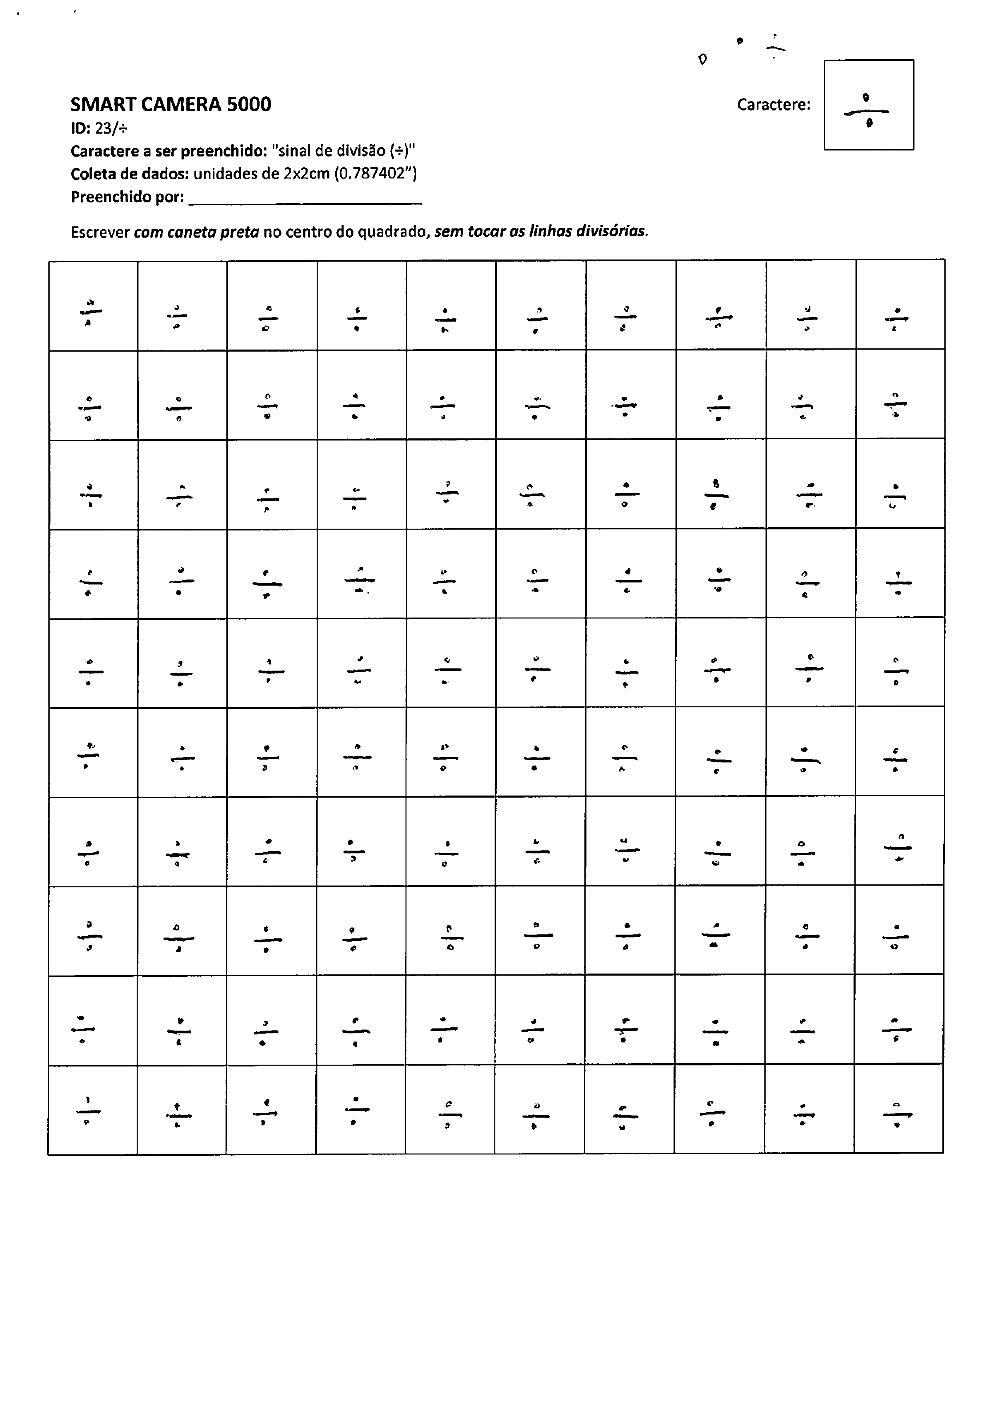 ÷
SMART CAMERA 5000
Caractere: ÷
ID: 23/÷
Caractere a ser preenchido: "sinal de divisão (÷)"
Coleta de dados: unidades de 2x2cm (0.787402")
Preenchido por: ________________________
Escrever com caneta preta no centro do quadrado, sem tocar as linhas divisórias.
÷ ÷ ÷ ÷ ÷ ÷ ÷ ÷ ÷ ÷
÷ ÷ ÷ ÷ ÷ ÷ ÷ ÷ ÷ ÷
÷ ÷ ÷ ÷ ÷ ÷ ÷ ÷ ÷ ÷
÷ ÷ ÷ ÷ ÷ ÷ ÷ ÷ ÷ ÷
÷ ÷ ÷ ÷ ÷ ÷ ÷ ÷ ÷ ÷
÷ ÷ ÷ ÷ ÷ ÷ ÷ ÷ ÷ ÷
÷ ÷ ÷ ÷ ÷ ÷ ÷ ÷ ÷ ÷
÷ ÷ ÷ ÷ ÷ ÷ ÷ ÷ ÷ ÷
÷ ÷ ÷ ÷ ÷ ÷ ÷ ÷ ÷ ÷
÷ ÷ ÷ ÷ ÷ ÷ ÷ ÷ ÷ ÷